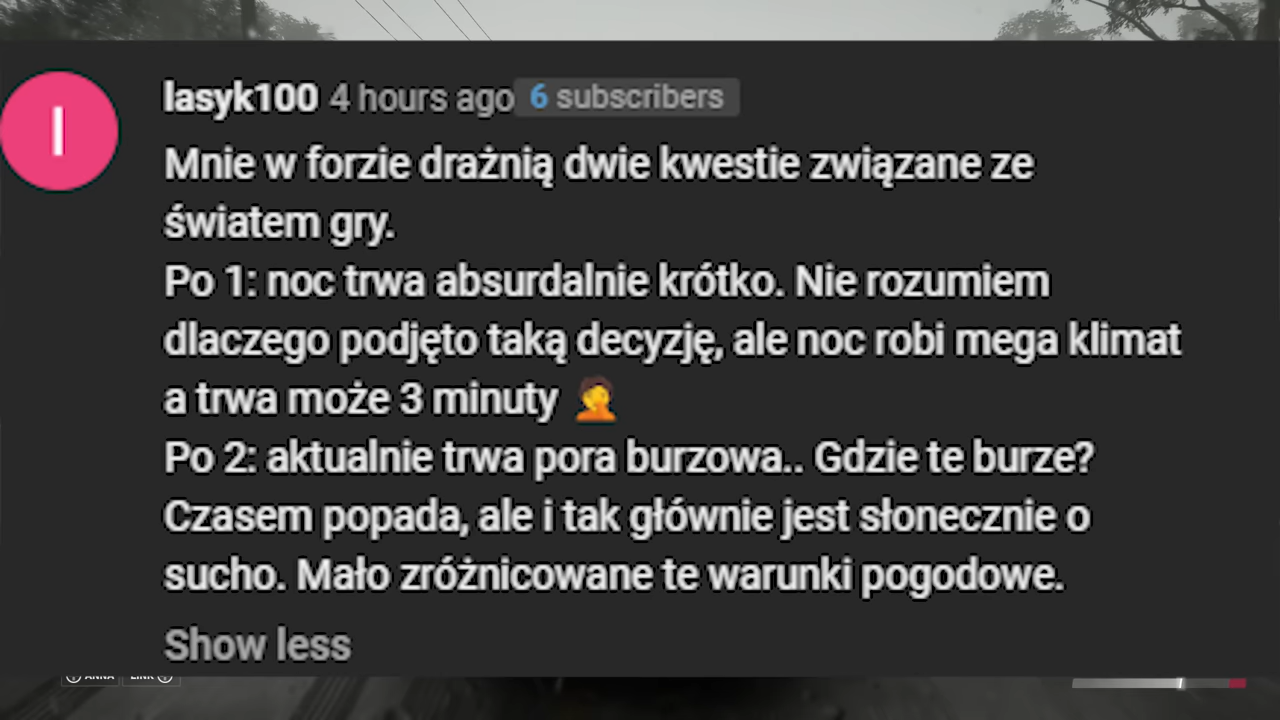 I
lasyk100 4 hours ago 6 subscribers
Mnie w forzie drażnią dwie kwestie związane ze
światem gry.
Po 1: noc trwa absurdalnie krótko. Nie rozumiem
dlaczego podjęto taką decyzję, ale noc robi mega klimat
a trwa może 3 minuty 🤦
Po 2: aktualnie trwa pora burzowa.. Gdzie te burze?
Czasem popada, ale i tak głównie jest słonecznie o
sucho. Mało zróżnicowane te warunki pogodowe.
Show less
ANNA LINK